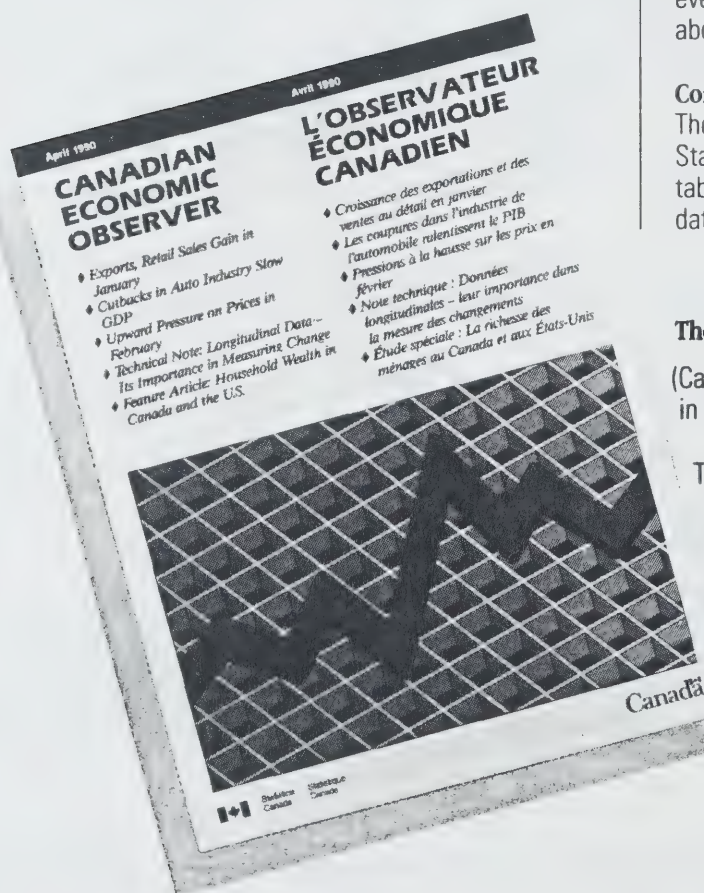 April 1990
Avril 1990
CANADIAN
ECONOMIC
OBSERVER
♦ Exports, Retail Sales Gain in
January
♦ Cutbacks in Auto Industry Slow
GDP
♦ Upward Pressure on Prices in
February
♦ Technical Note: Longitudinal Data –
Its Importance in Measuring Change
♦ Feature Article: Household Wealth in
Canada and the U.S.
L'OBSERVATEUR
ÉCONOMIQUE
CANADIEN
♦ Croissance des exportations et des
ventes au détail en janvier
♦ Les coupures dans l'industrie de
l'automobile ralentissent le PIB
♦ Pressions à la hausse sur les prix en
février
♦ Note technique : Données
longitudinales – leur importance dans
la mesure des changements
♦ Étude spéciale : La richesse des
ménages au Canada et aux États-Unis
Statistics Statistique
Canada Canada
Canada
abo
The
Sta
tab
dat
The
(Ca
in
T